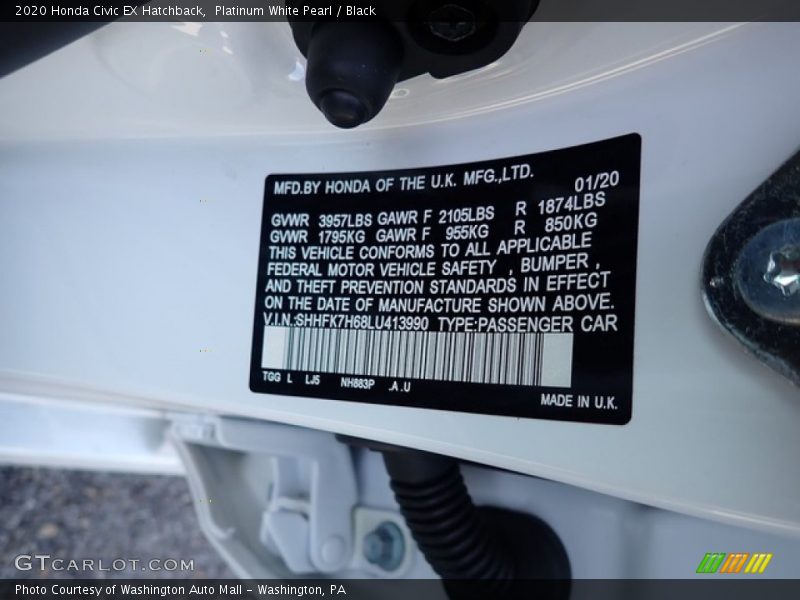 2020 Honda Civic EX Hatchback, Platinum White Pearl / Black
MFD.BY HONDA OF THE U.K. MFG.,LTD.
01/20
GVWR 3957LBS GAWR F 2105LBS R 1874LBS
GVWR 1795KG GAWR F 955KG R 850KG
THIS VEHICLE CONFORMS TO ALL APPLICABLE
FEDERAL MOTOR VEHICLE SAFETY , BUMPER ,
AND THEFT PREVENTION STANDARDS IN EFFECT
ON THE DATE OF MANUFACTURE SHOWN ABOVE.
V.I.N.:SHHFK7H68LU413990 TYPE:PASSENGER CAR
TGG L LJ5 NH883P .A.U
MADE IN U.K.
GTCARLOT.COM
Photo Courtesy of Washington Auto Mall - Washington, PA